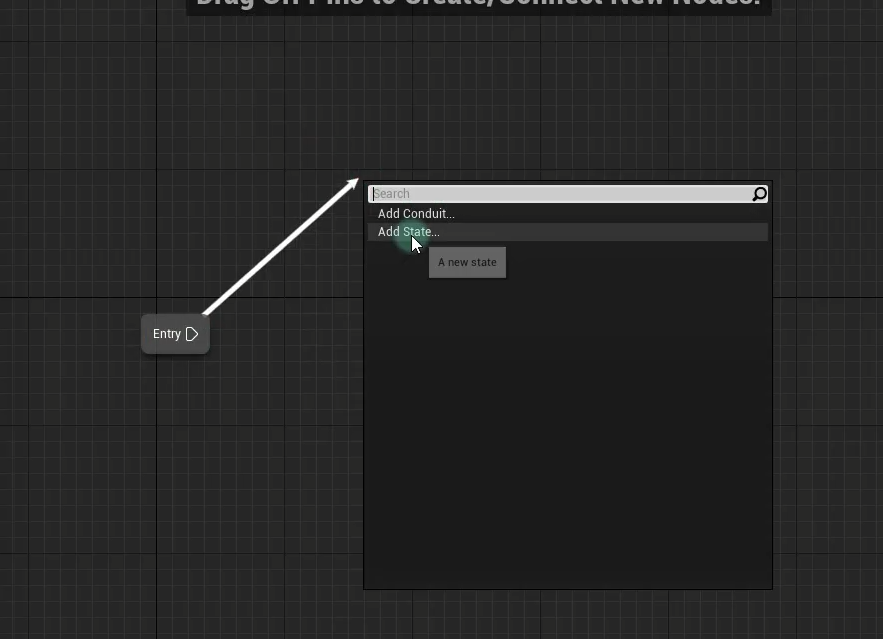 Drag Off Pins to Create/Connect New Nodes.
Search
Add Conduit...
Add State...
A new state
Entry